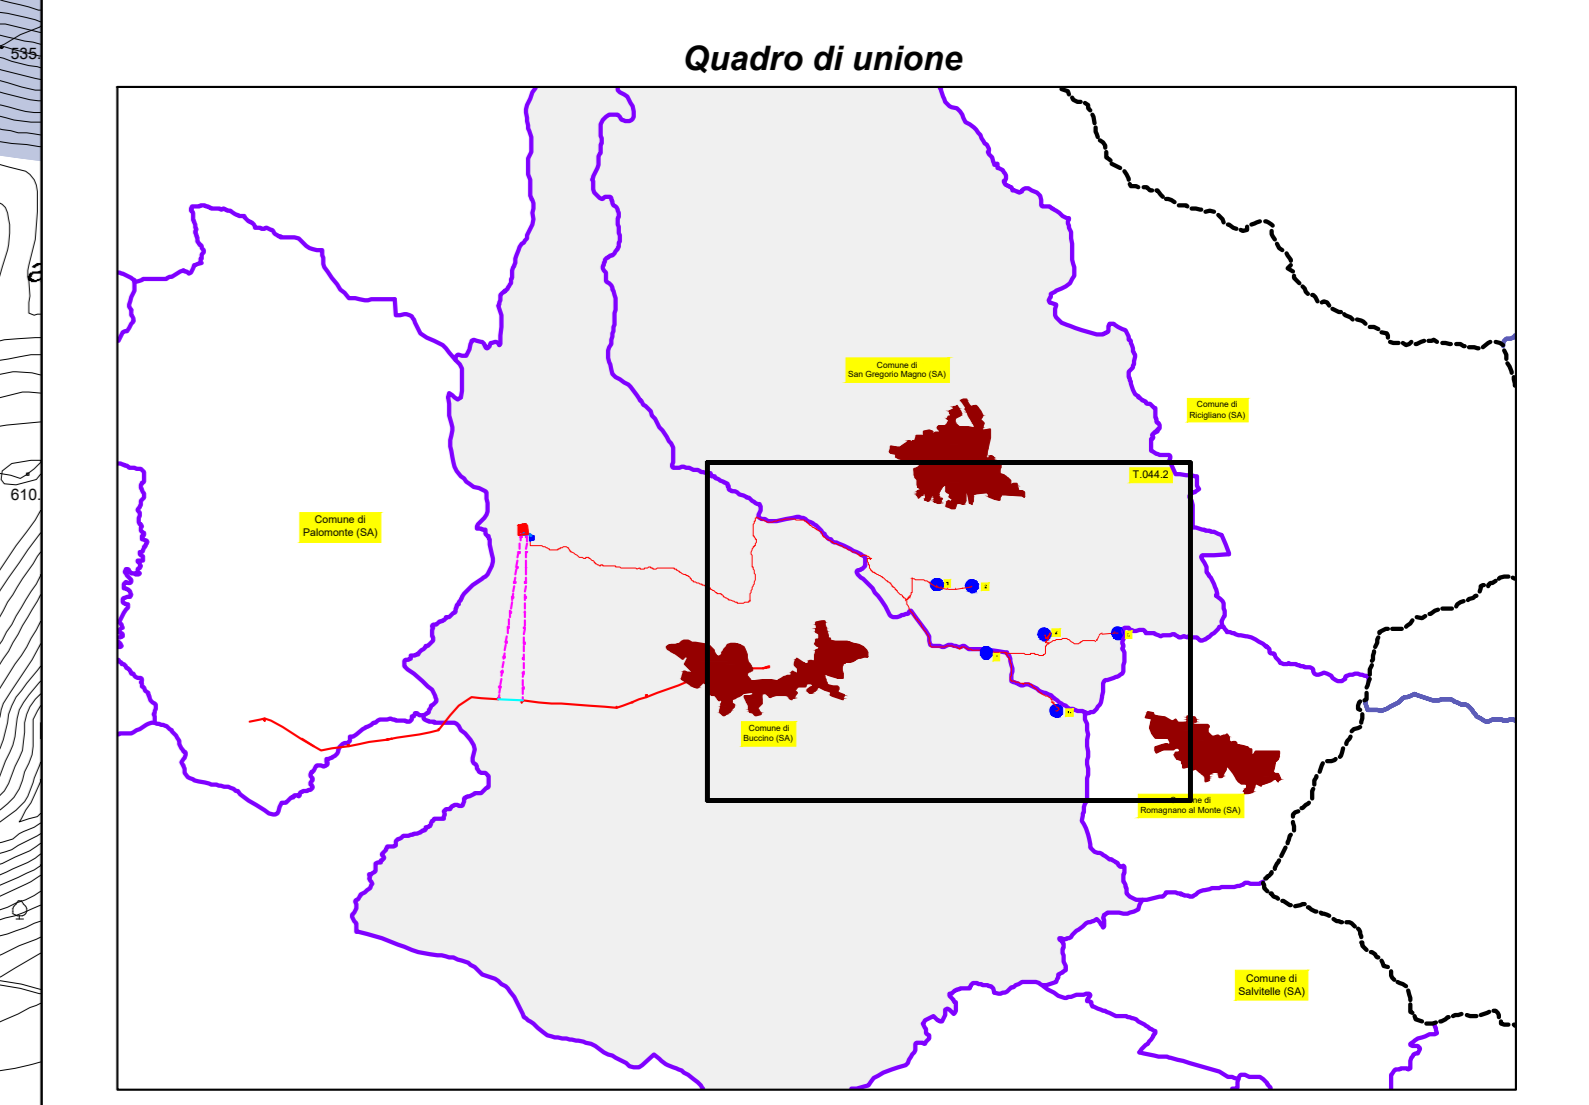 Quadro di unione
535.
Comune di
San Gregorio Magno (SA)
Comune di
Ricigliano (SA)
T.044.2
610.
Comune di
Palomonte (SA)
Comune di
Buccino (SA)
di
Romagnano al Monte (SA)
Comune di
Salvitelle (SA)